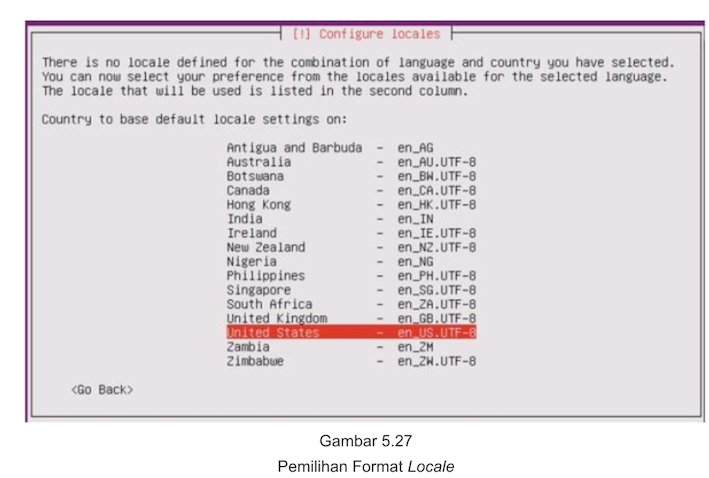 [!] Configure locales
There is no locale defined for the combination of language and country you have selected.
You can now select your preference from the locales available for the selected language.
The locale that will be used is listed in the second column.
Country to base default locale settings on:
Antigua and Barbuda - en_AG
Australia - en_AU.UTF-8
Botswana - en_BW.UTF-8
Canada - en_CA.UTF-8
Hong Kong - en_HK.UTF-8
India - en_IN
Ireland - en_IE.UTF-8
New Zealand - en_NZ.UTF-8
Nigeria - en_NG
Philippines - en_PH.UTF-8
Singapore - en_SG.UTF-8
South Africa - en_ZA.UTF-8
United Kingdom - en_GB.UTF-8
United States - en_US.UTF-8
Zambia - en_ZM
Zimbabwe - en_ZW.UTF-8
<Go Back>
Gambar 5.27
Pemilihan Format Locale